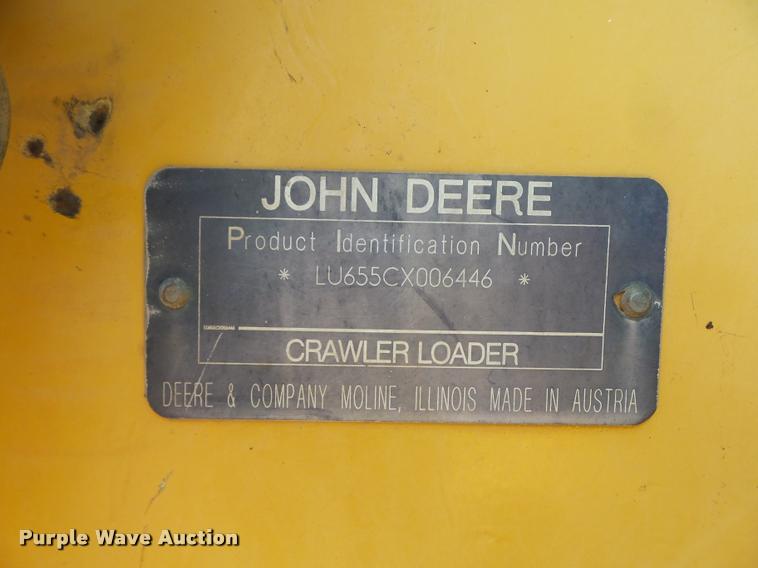 JOHN DEERE
Product Identification Number
* LU655CX006446 *
CRAWLER LOADER
DEERE & COMPANY MOLINE, ILLINOIS MADE IN AUSTRIA
Purple Wave Auction